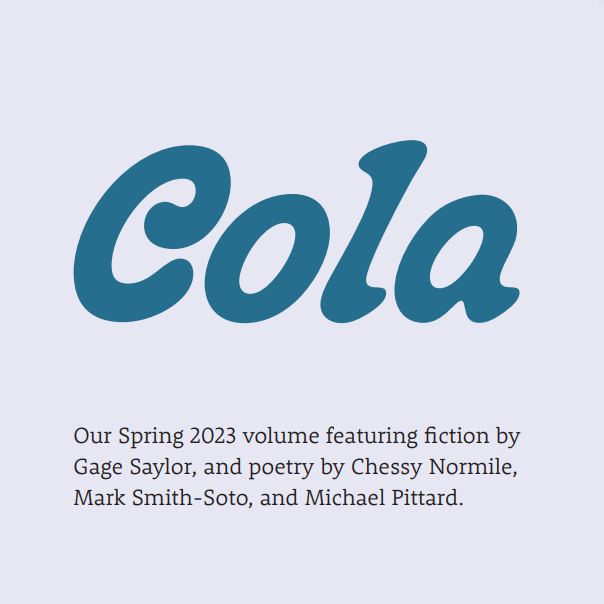 Cola
Our Spring 2023 volume featuring fiction by
Gage Saylor, and poetry by Chessy Normile,
Mark Smith-Soto, and Michael Pittard.